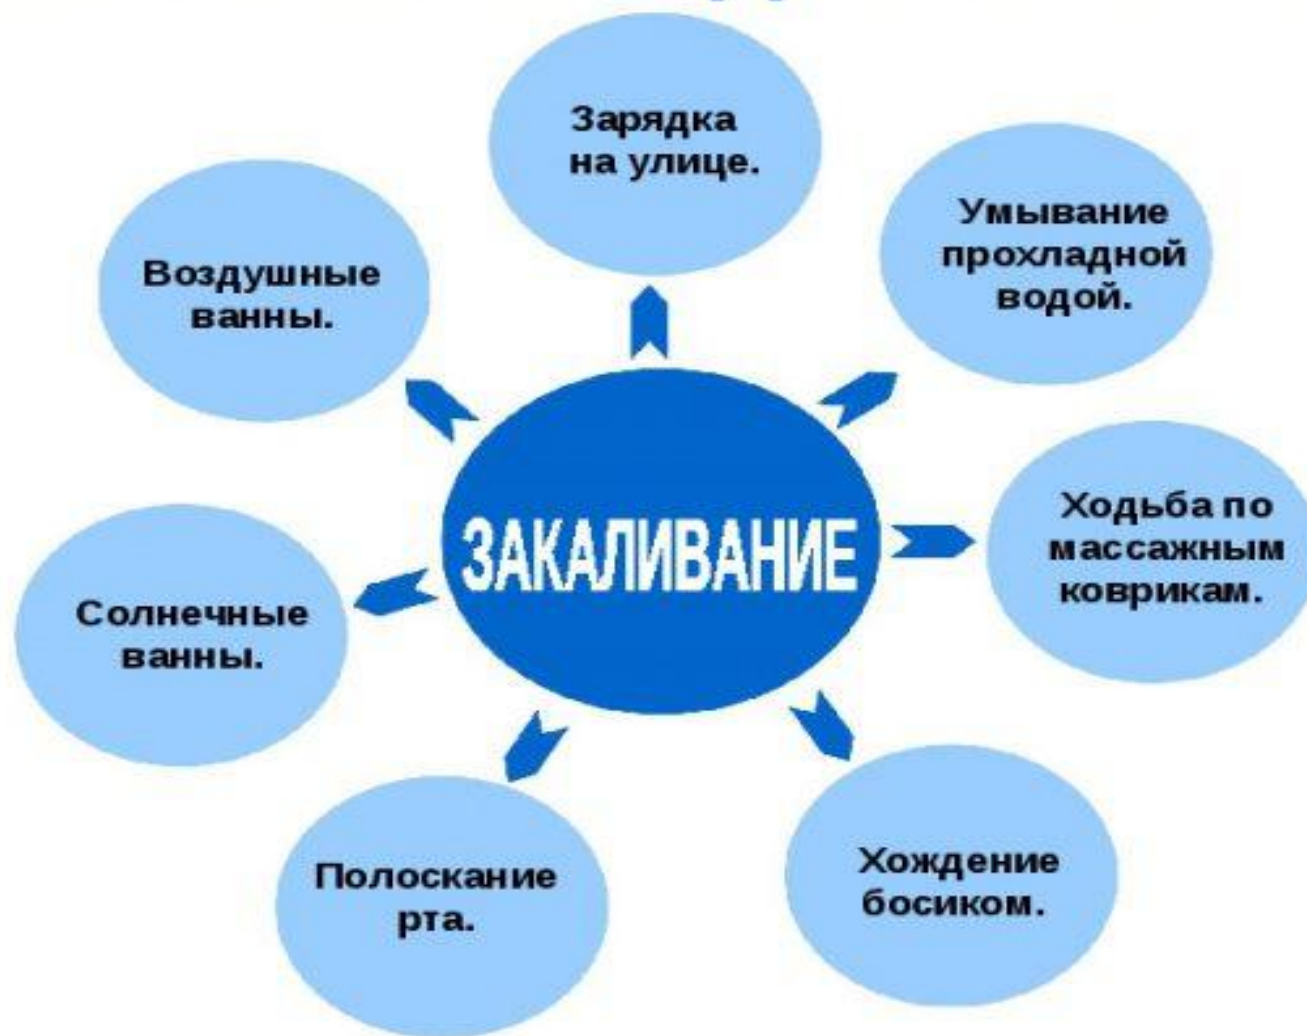 Зарядка
на улице.
Умывание
прохладной
водой.
Воздушные
ванны.
Ходьба по
массажным
коврикам.
ЗАКАЛИВАНИЕ
Солнечные
ванны.
Полоскание
рта.
Хождение
босиком.